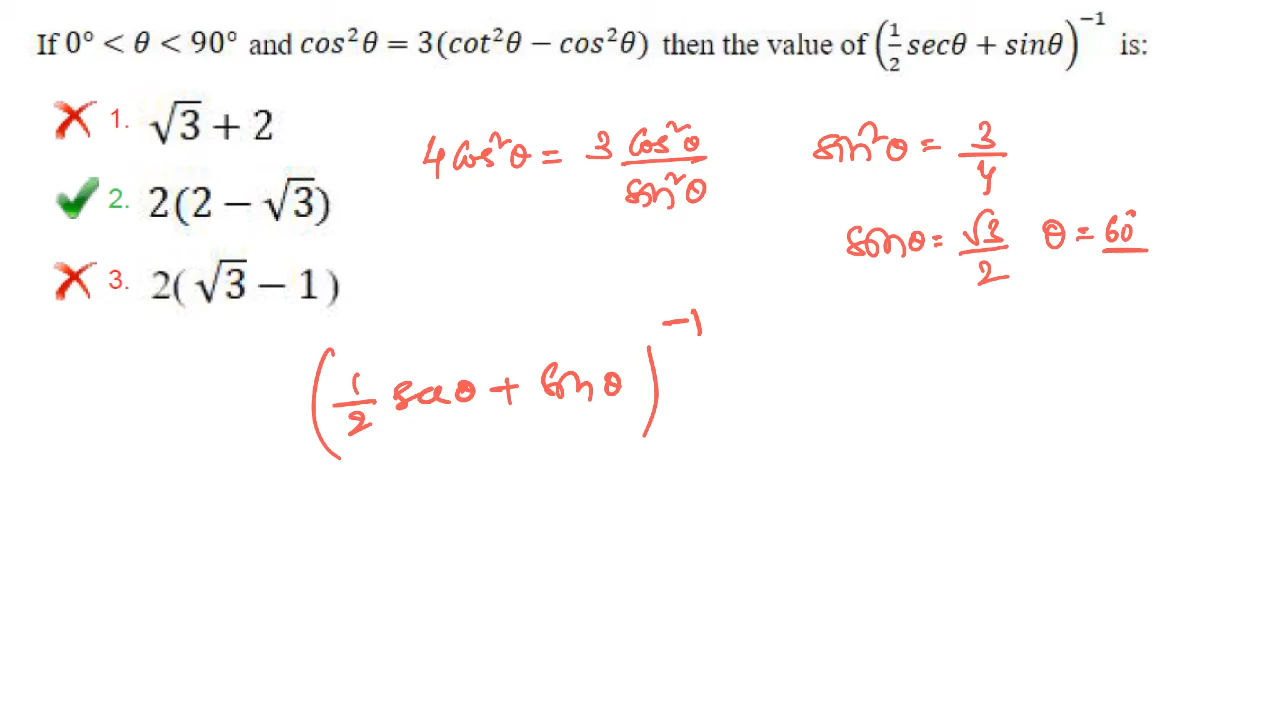 If 0° < θ < 90° and cos²θ = 3(cot²θ − cos²θ) then the value of (½ secθ + sinθ)⁻¹ is:
1. √3 + 2
2. 2(2 − √3)
3. 2(√3 − 1)
4 cos²θ = 3 cos²θ / sin²θ
sin²θ = 3/4
sinθ = √3/2 θ = 60°
(1/2 secθ + sinθ)⁻¹